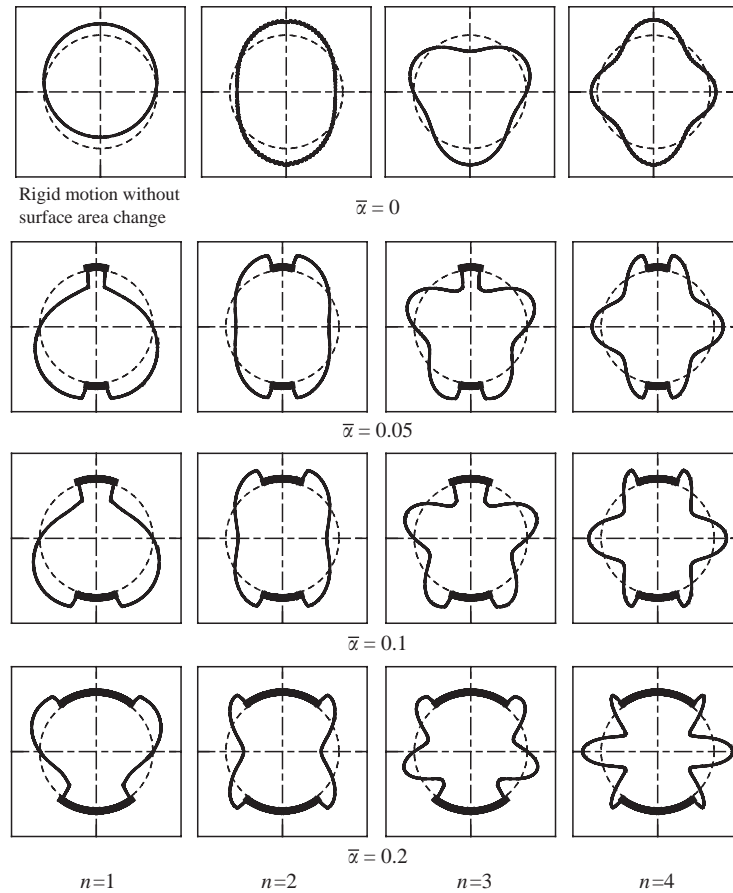 Rigid motion without
surface area change
α̅ = 0
α̅ = 0.05
α̅ = 0.1
α̅ = 0.2
n=1 n=2 n=3 n=4